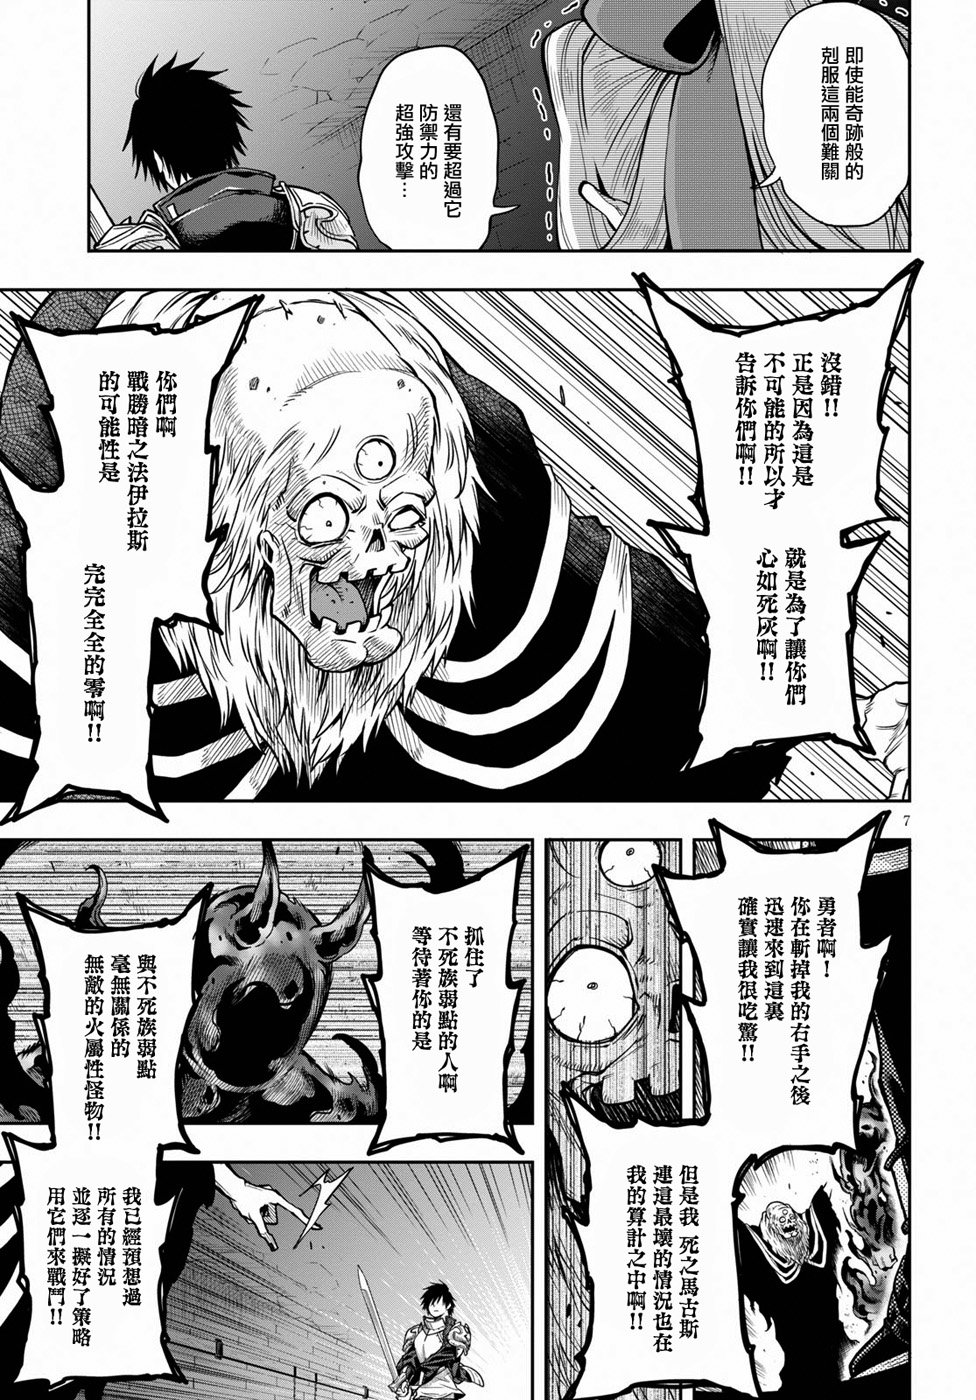 即使能奇跡般的
剋服這兩個難關
還有要超過它
防禦力的
超強攻擊…
沒錯!!
正是因為這是
不可能的所以才
告訴你們啊!!
就是為了讓你們
心如死灰啊!!
你們啊
戰勝暗之法伊拉斯
的可能性是
完完全全的零啊!!
7
勇者啊!
你在斬掉我的右手之後
迅速來到這裏
確實讓我很吃驚!!
但是我 死之馬古斯
連這最壞的情況也在
我的算計之中啊!!
抓住了
不死族弱點的人啊
等待著你的是
與不死族弱點
毫無關係的
無敵的火屬性怪物!!
我已經預想過
所有的情況
並逐一擬好了策略
用它們來戰鬥!!